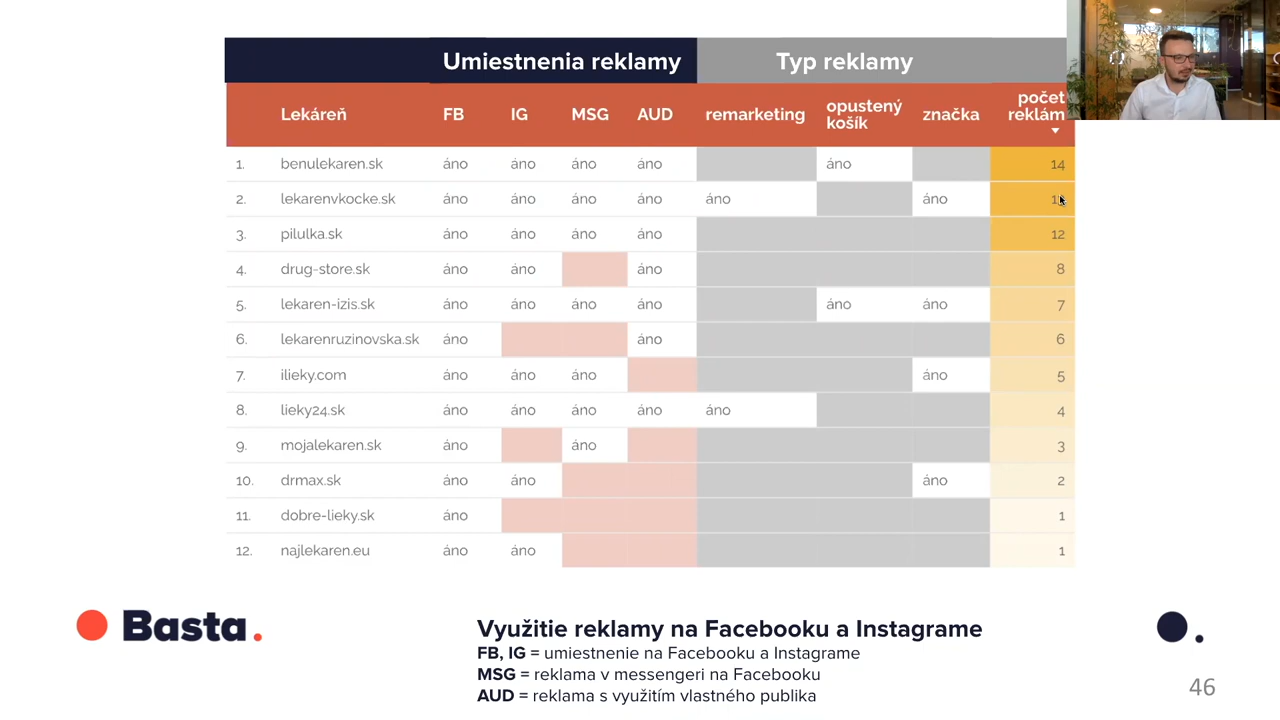 Umiestnenia reklamy Typ reklamy
Lekáreň FB IG MSG AUD remarketing opustený košík značka počet reklám
1. benulekaren.sk áno áno áno áno áno 14
2. lekarenvkocke.sk áno áno áno áno áno áno
3. pilulka.sk áno áno áno áno 12
4. drug-store.sk áno áno áno 8
5. lekaren-izis.sk áno áno áno áno áno áno 7
6. lekarenruzinovska.sk áno áno 6
7. ilieky.com áno áno áno áno 5
8. lieky24.sk áno áno áno áno áno 4
9. mojalekaren.sk áno áno 3
10. drmax.sk áno áno áno 2
11. dobre-lieky.sk áno 1
12. najlekaren.eu áno áno 1
Basta.
Využitie reklamy na Facebooku a Instagrame
FB, IG = umiestnenie na Facebooku a Instagrame
MSG = reklama v messengeri na Facebooku
AUD = reklama s využitím vlastného publika
46